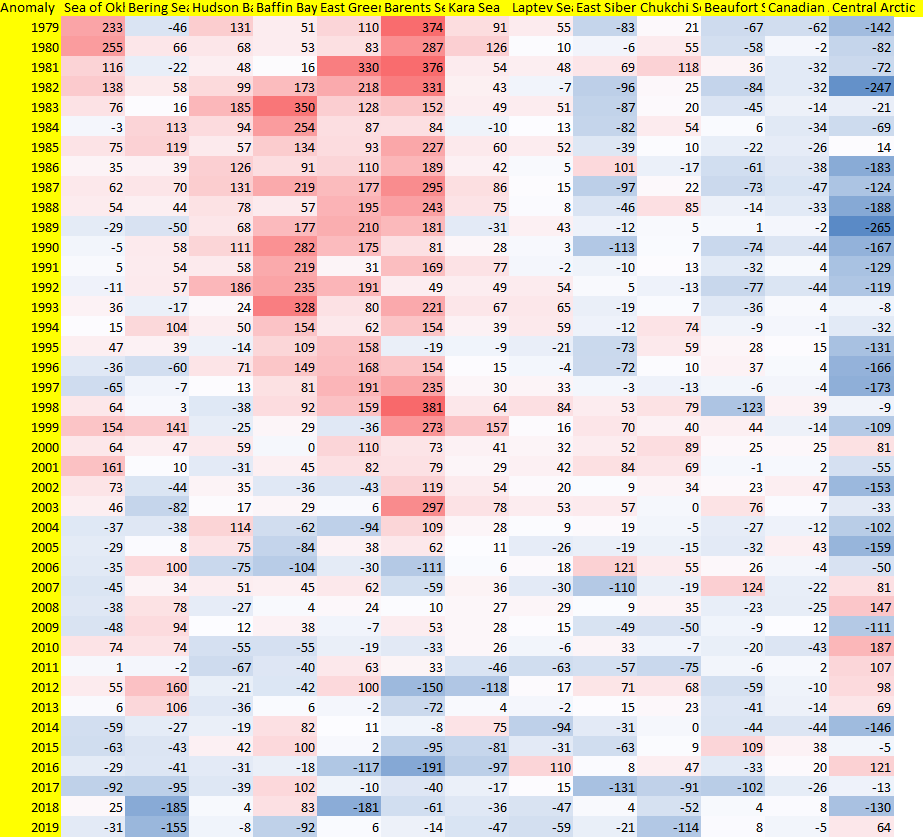 Anomaly Sea of Okl Bering Sea Hudson Ba Baffin Bay East Green Barents Se Kara Sea Laptev Sea East Siber Chukchi Se Beaufort S Canadian Central Arctic
1979 233 -46 131 51 110 374 91 55 -83 21 -67 -62 -142
1980 255 66 68 53 83 287 126 10 -6 55 -58 -2 -82
1981 116 -22 48 16 330 376 54 48 69 118 36 -32 -72
1982 138 58 99 173 218 331 43 -7 -96 25 -84 -32 -247
1983 76 16 185 350 128 152 49 51 -87 20 -45 -14 -21
1984 -3 113 94 254 87 84 -10 13 -82 54 6 -34 -69
1985 75 119 57 134 93 227 60 52 -39 10 -22 -26 14
1986 35 39 126 91 110 189 42 5 101 -17 -61 -38 -183
1987 62 70 131 219 177 295 86 15 -97 22 -73 -47 -124
1988 54 44 78 57 195 243 75 8 -46 85 -14 -33 -188
1989 -29 -50 68 177 210 181 -31 43 -12 5 1 -2 -265
1990 -5 58 111 282 175 81 28 3 -113 7 -74 -44 -167
1991 5 54 58 219 31 169 77 -2 -10 13 -32 4 -129
1992 -11 57 186 235 191 49 49 54 5 -13 -77 -44 -119
1993 36 -17 24 328 80 221 67 65 -19 7 -36 4 -8
1994 15 104 50 154 62 154 39 59 -12 74 -9 -1 -32
1995 47 39 -14 109 158 -19 -9 -21 -73 59 28 15 -131
1996 -36 -60 71 149 168 154 15 -4 -72 10 37 4 -166
1997 -65 -7 13 81 191 235 30 33 -3 -13 -6 -4 -173
1998 64 3 -38 92 159 381 64 84 53 79 -123 39 -9
1999 154 141 -25 29 -36 273 157 16 70 40 44 -14 -109
2000 64 47 59 0 110 73 41 32 52 89 25 25 81
2001 161 10 -31 45 82 79 29 42 84 69 -1 2 -55
2002 73 -44 35 -36 -43 119 54 20 9 34 23 47 -153
2003 46 -82 17 29 6 297 78 53 57 0 76 7 -33
2004 -37 -38 114 -62 -94 109 28 9 19 -5 -27 -12 -102
2005 -29 8 75 -84 38 62 11 -26 -19 -15 -32 43 -159
2006 -35 100 -75 -104 -30 -111 6 18 121 55 26 -4 -50
2007 -45 34 51 45 62 -59 36 -30 -110 -19 124 -22 81
2008 -38 78 -27 4 24 10 27 29 9 35 -23 -25 147
2009 -48 94 12 38 -7 53 28 15 -49 -50 -9 12 -111
2010 74 74 -55 -55 -19 -33 26 -6 33 -7 -20 -43 187
2011 1 -2 -67 -40 63 33 -46 -63 -57 -75 -6 2 107
2012 55 160 -21 -42 100 -150 -118 17 71 68 -59 -10 98
2013 6 106 -36 6 -2 -72 4 -2 15 23 -41 -14 69
2014 -59 -27 -19 82 11 -8 75 -94 -31 0 -44 -44 -146
2015 -63 -43 42 100 2 -95 -81 -31 -63 9 109 38 -5
2016 -29 -41 -31 -18 -117 -191 -97 110 8 47 -33 20 121
2017 -92 -95 -39 102 -10 -40 -17 15 -131 -91 -102 -26 -13
2018 25 -185 4 83 -181 -61 -36 -47 4 -52 4 8 -130
2019 -31 -155 -8 -92 6 -14 -47 -59 -21 -114 8 -5 64